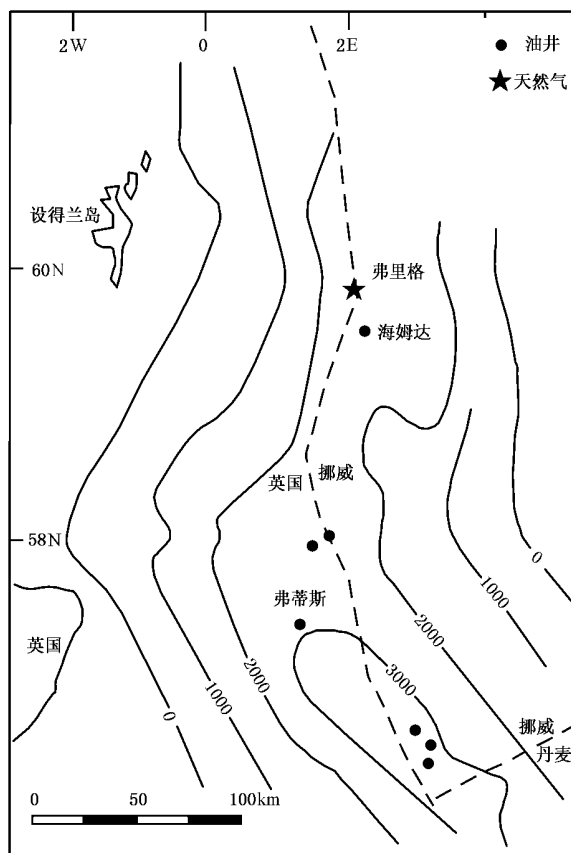 2W
0
2E
油井
天然气
设得兰岛
60N
弗里格
海姆达
英国
挪威
58N
弗蒂斯
英国
0
1000
2000
3000
2000
1000
0
挪威
丹麦
0
50
100km